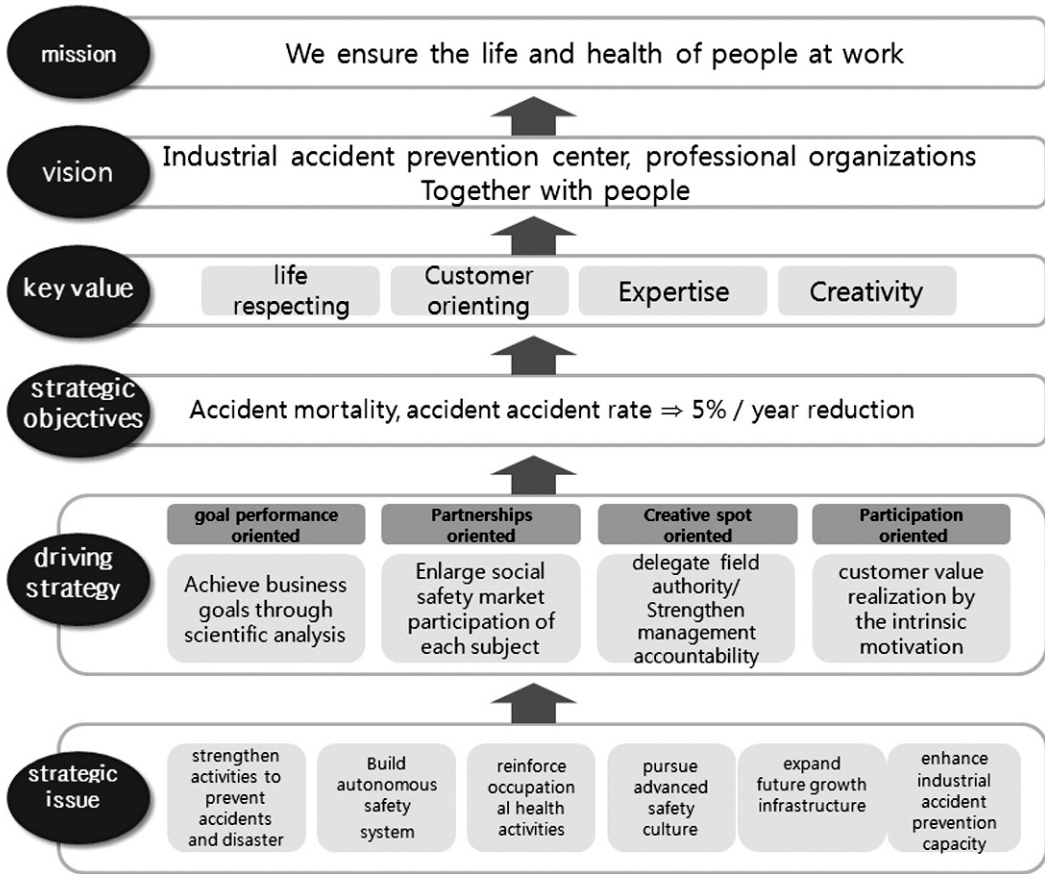 mission
We ensure the life and health of people at work
vision
Industrial accident prevention center, professional organizations
Together with people
key value
life
respecting
Customer
orienting
Expertise
Creativity
strategic
objectives
Accident mortality, accident accident rate ⇒ 5% / year reduction
driving
strategy
goal performance
oriented
Achieve business
goals through
scientific analysis
Partnerships
oriented
Enlarge social
safety market
participation of
each subject
Creative spot
oriented
delegate field
authority/
Strengthen
management
accountability
Participation
oriented
customer value
realization by
the intrinsic
motivation
strategic
issue
strengthen
activities to
prevent
accidents
and disaster
Build
autonomous
safety
system
reinforce
occupation
al health
activities
pursue
advanced
safety
culture
expand
future growth
infrastructure
enhance
industrial
accident
prevention
capacity